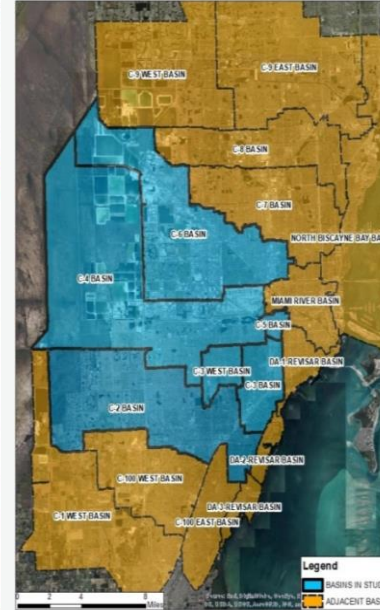 C-9 WEST BASIN
C-9 EAST BASIN
C-8 BASIN
C-7 BASIN
C-6 BASIN
NORTH BISCAYNE BAY BA
C-4 BASIN
MIAMI RIVER BASIN
C-5 BASIN
DA-1 REVISAR BASIN
C-3 WEST BASIN
C-3 BASIN
C-2 BASIN
DA-2-REVISAR BASIN
C-100 WEST BASIN
DA-3-REVISAR BASIN
C-1 WEST BASIN
C-100 EAST BASIN
Legend
BASINS IN STUD
ADJACENT BAS
0 2 4 8
Miles